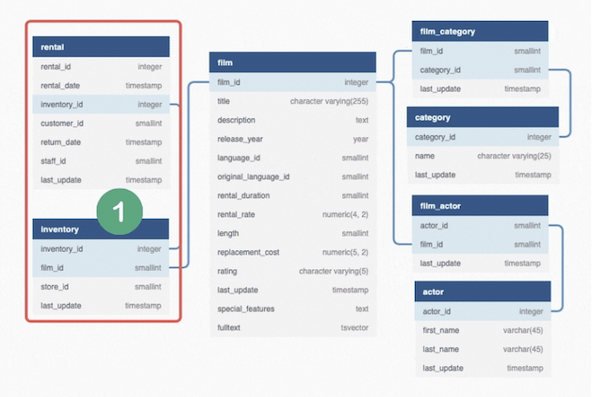 rental
rental_id integer
rental_date timestamp
inventory_id integer
customer_id smallint
return_date timestamp
staff_id smallint
last_update timestamp
1
inventory
inventory_id integer
film_id smallint
store_id smallint
last_update timestamp
film
film_id integer
title character varying(255)
description text
release_year year
language_id smallint
original_language_id smallint
rental_duration smallint
rental_rate numeric(4, 2)
length smallint
replacement_cost numeric(5, 2)
rating character varying(5)
last_update timestamp
special_features text
fulltext tsvector
film_category
film_id smallint
category_id smallint
last_update timestamp
category
category_id integer
name character varying(25)
last_update timestamp
film_actor
actor_id smallint
film_id smallint
last_update timestamp
actor
actor_id integer
first_name varchar(45)
last_name varchar(45)
last_update timestamp